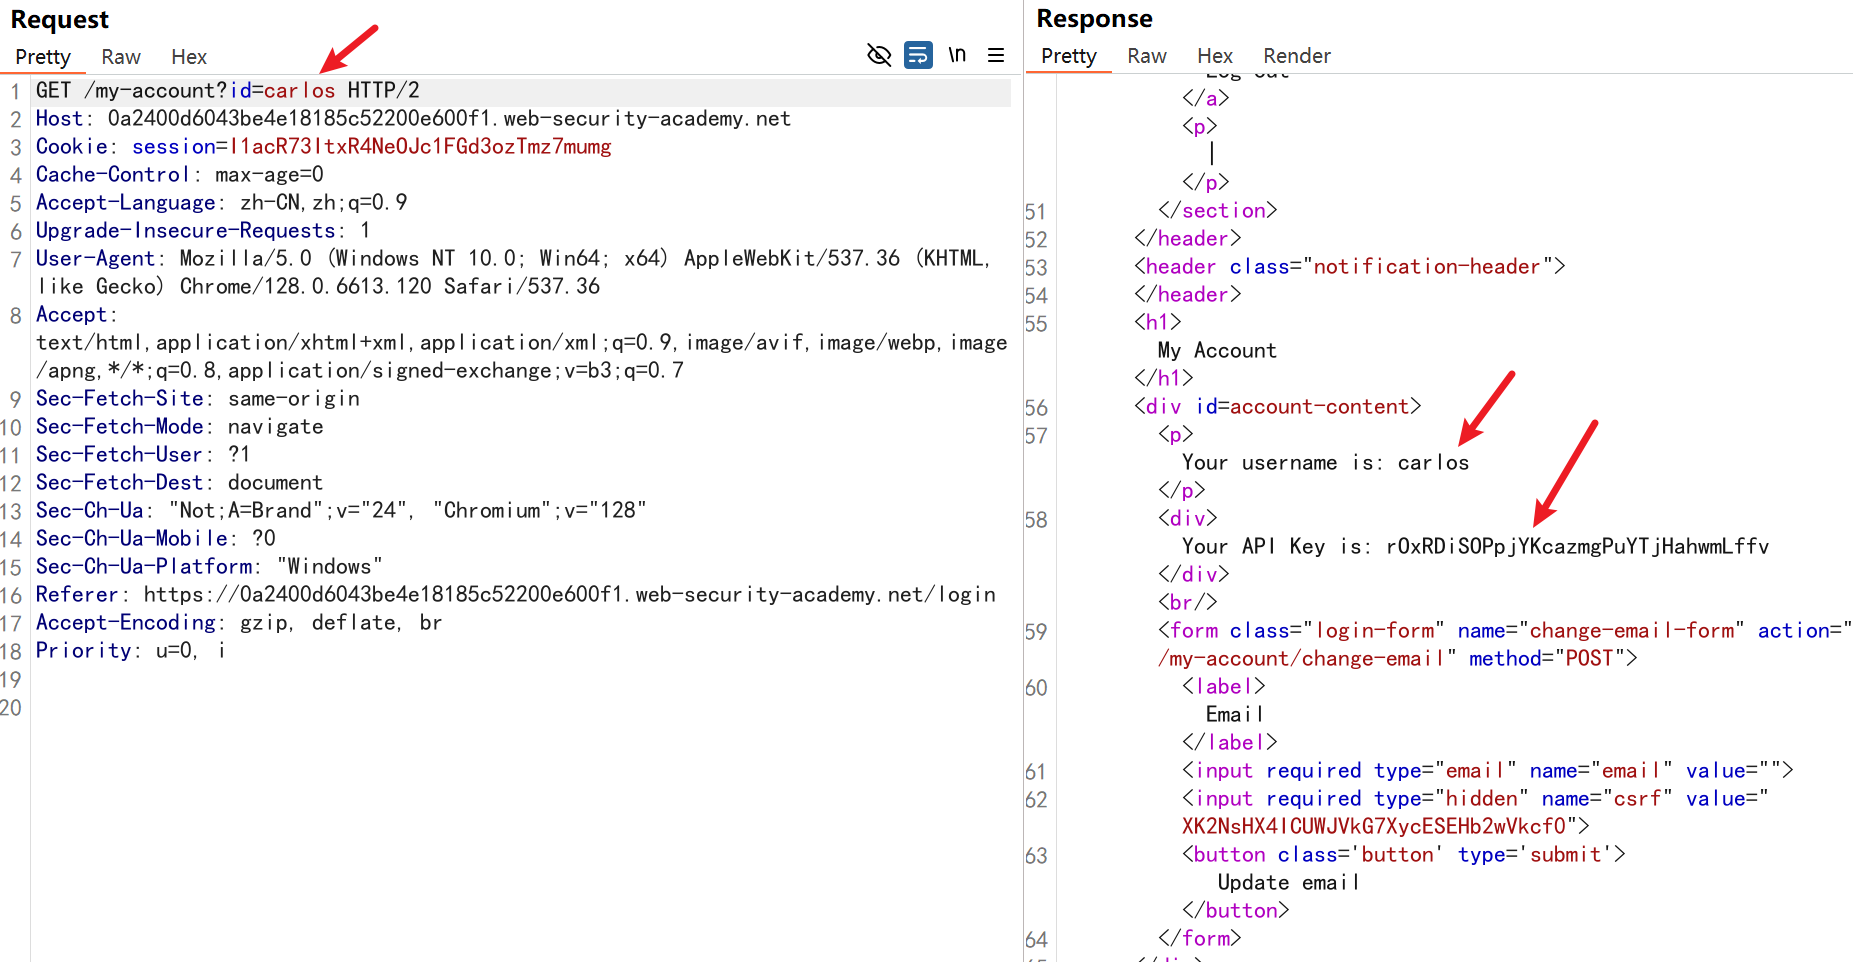 Request
Pretty Raw Hex \n
1 GET /my-account?id=carlos HTTP/2
2 Host: 0a2400d6043be4e18185c52200e600f1.web-security-academy.net
3 Cookie: session=l1acR73ItxR4NeOJc1FGd3ozTmz7mumg
4 Cache-Control: max-age=0
5 Accept-Language: zh-CN,zh;q=0.9
6 Upgrade-Insecure-Requests: 1
7 User-Agent: Mozilla/5.0 (Windows NT 10.0; Win64; x64) AppleWebKit/537.36 (KHTML,
like Gecko) Chrome/128.0.6613.120 Safari/537.36
8 Accept:
text/html,application/xhtml+xml,application/xml;q=0.9,image/avif,image/webp,image
/apng,*/*;q=0.8,application/signed-exchange;v=b3;q=0.7
9 Sec-Fetch-Site: same-origin
10 Sec-Fetch-Mode: navigate
11 Sec-Fetch-User: ?1
12 Sec-Fetch-Dest: document
13 Sec-Ch-Ua: "Not;A=Brand";v="24", "Chromium";v="128"
14 Sec-Ch-Ua-Mobile: ?0
15 Sec-Ch-Ua-Platform: "Windows"
16 Referer: https://0a2400d6043be4e18185c52200e600f1.web-security-academy.net/login
17 Accept-Encoding: gzip, deflate, br
18 Priority: u=0, i
19
20
Response
Pretty Raw Hex Render
Log out
</a>
<p>
|
</p>
51 </section>
52 </header>
53 <header class="notification-header">
54 </header>
55 <h1>
My Account
</h1>
56 <div id=account-content>
57 <p>
Your username is: carlos
</p>
58 <div>
Your API Key is: rOxRDiSOPpjYKcazmgPuYTjHahwmLffv
</div>
<br/>
59 <form class="login-form" name="change-email-form" action="
/my-account/change-email" method="POST">
60 <label>
Email
</label>
61 <input required type="email" name="email" value="">
62 <input required type="hidden" name="csrf" value="
XK2NsHX4ICUWJVkG7XycESEHb2wVkcf0">
63 <button class='button' type='submit'>
Update email
</button>
64 </form>